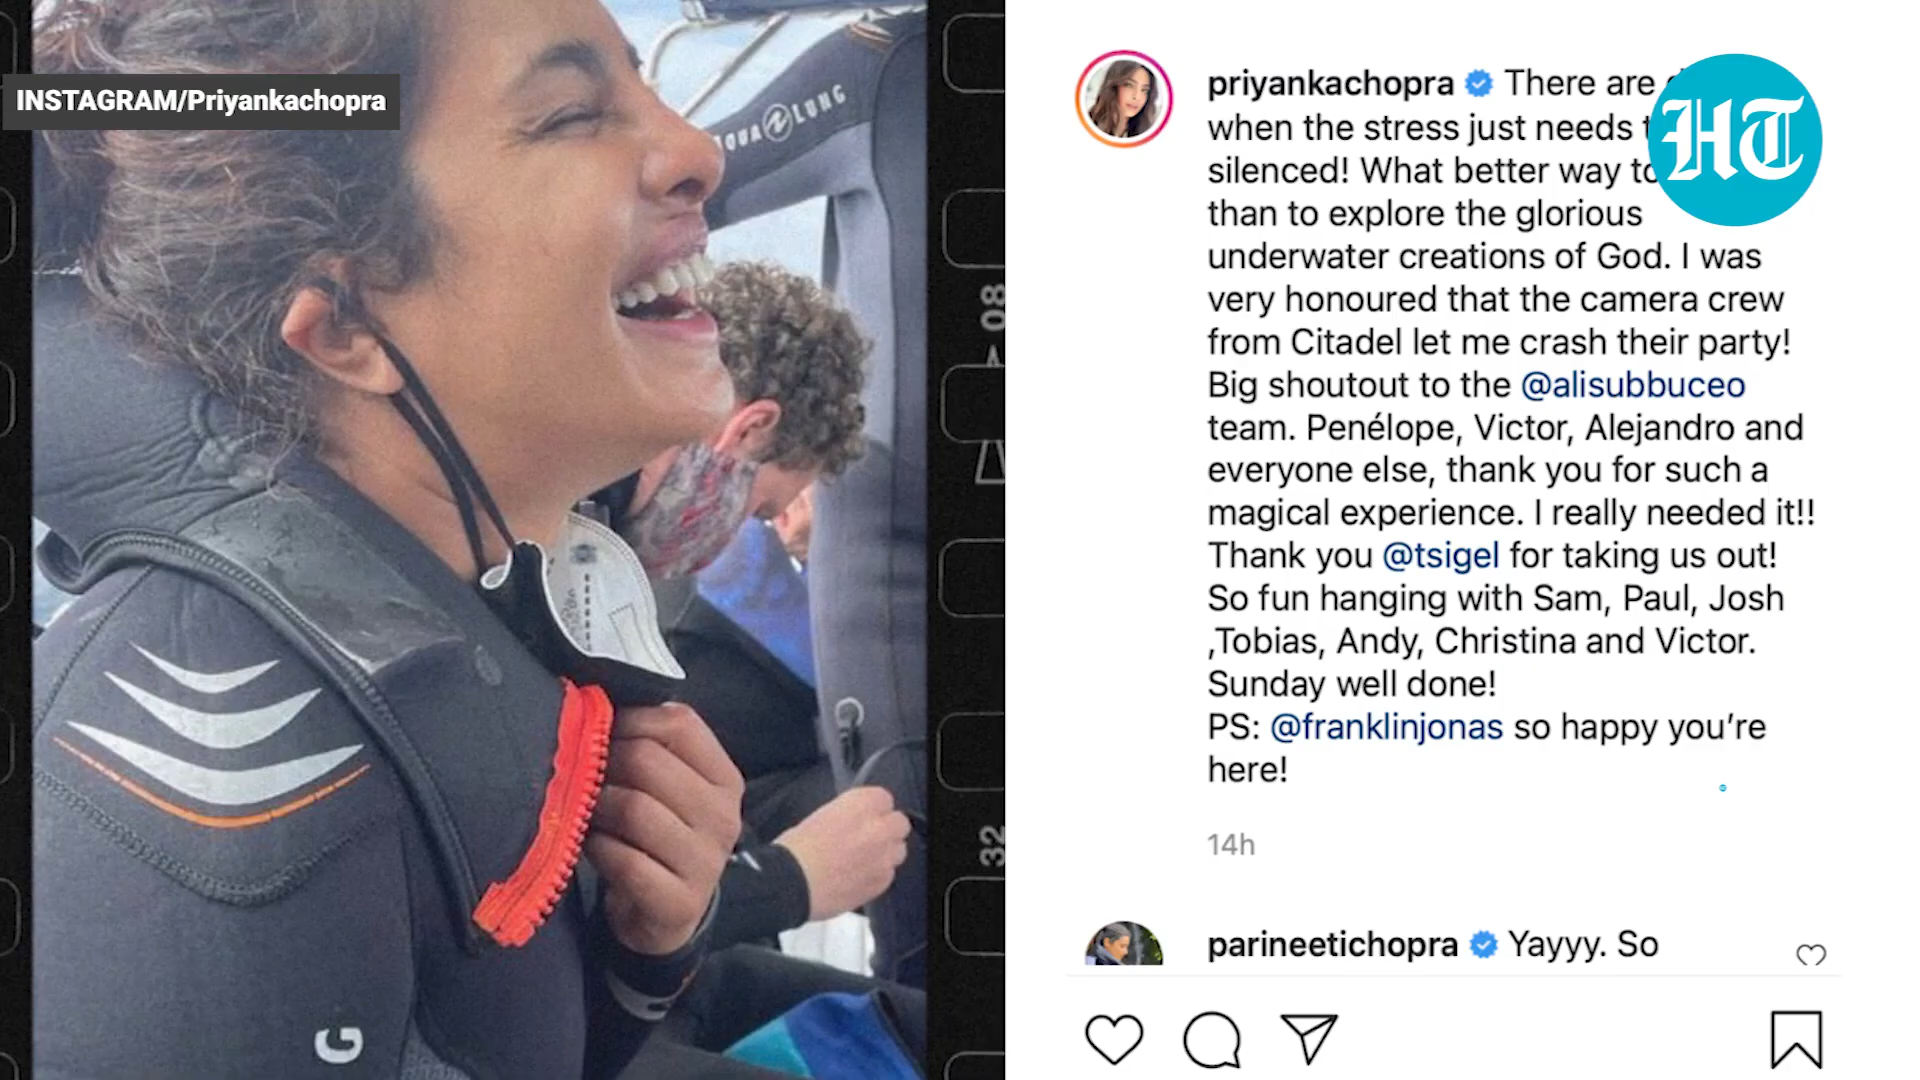 INSTAGRAM/Priyankachopra
AQUA LUNG
08
32
G
HT
priyankachopra There are
when the stress just needs
silenced! What better way to
than to explore the glorious
underwater creations of God. I was
very honoured that the camera crew
from Citadel let me crash their party!
Big shoutout to the @alisubbuceo
team. Penélope, Victor, Alejandro and
everyone else, thank you for such a
magical experience. I really needed it!!
Thank you @tsigel for taking us out!
So fun hanging with Sam, Paul, Josh
,Tobias, Andy, Christina and Victor.
Sunday well done!
PS: @franklinjonas so happy you’re
here!
14h
parineetichopra Yayyy. So